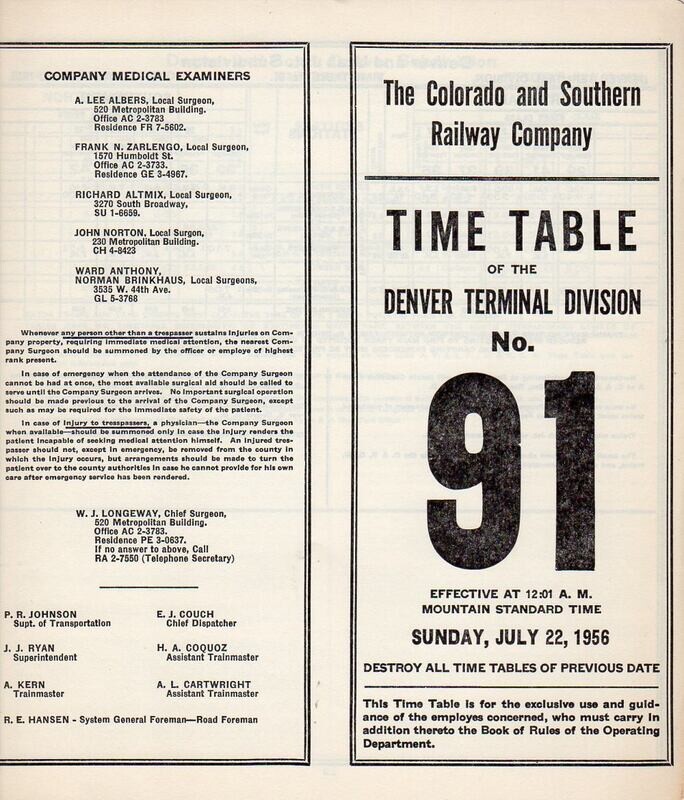 COMPANY MEDICAL EXAMINERS
A. LEE ALBERS, Local Surgeon,
520 Metropolitan Building.
Office AC 2-3783
Residence FR 7-5602.
FRANK N. ZARLENGO, Local Surgeon,
1570 Humboldt St.
Office AC 2-3733.
Residence GE 3-4967.
RICHARD ALTMIX, Local Surgeon,
3270 South Broadway,
SU 1-6659.
JOHN NORTON, Local Surgon,
230 Metropolitan Building.
CH 4-8423
WARD ANTHONY,
NORMAN BRINKHAUS, Local Surgeons,
3535 W. 44th Ave.
GL 5-3768
Whenever any person other than a trespasser sustains injuries on Com-
pany property, requiring immediate medical attention, the nearest Com-
pany Surgeon should be summoned by the officer or employe of highest
rank present.
In case of emergency when the attendance of the Company Surgeon
cannot be had at once, the most available surgical aid should be called to
serve until the Company Surgeon arrives. No important surgical operation
should be made previous to the arrival of the Company Surgeon, except
such as may be required for the immediate safety of the patient.
In case of injury to tresspassers, a physician—the Company Surgeon
when available—should be summoned only in case the injury renders the
patient incapable of seeking medical attention himself. An injured tres-
passer should not, except in emergency, be removed from the county in
which the injury occurs, but arrangements should be made to turn the
patient over to the county authorities in case he cannot provide for his own
care after emergency service has been rendered.
W. J. LONGEWAY, Chief Surgeon,
520 Metropolitan Building.
Office AC 2-3783.
Residence PE 3-0637.
If no answer to above, Call
RA 2-7550 (Telephone Secretary)
P. R. JOHNSON
Supt. of Transportation
E. J. COUCH
Chief Dispatcher
J. J. RYAN
Superintendent
H. A. COQUOZ
Assistant Trainmaster
A. KERN
Trainmaster
A. L. CARTWRIGHT
Assistant Trainmaster
R. E. HANSEN - System General Foreman—Road Foreman
The Colorado and Southern
Railway Company
TIME TABLE
OF THE
DENVER TERMINAL DIVISION
No.
91
EFFECTIVE AT 12:01 A. M.
MOUNTAIN STANDARD TIME
SUNDAY, JULY 22, 1956
DESTROY ALL TIME TABLES OF PREVIOUS DATE
This Time Table is for the exclusive use and guid-
ance of the employes concerned, who must carry in
addition thereto the Book of Rules of the Operating
Department.